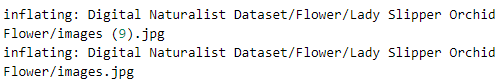 inflating: Digital Naturalist Dataset/Flower/Lady Slipper Orchid
Flower/images (9).jpg
inflating: Digital Naturalist Dataset/Flower/Lady Slipper Orchid
Flower/images.jpg